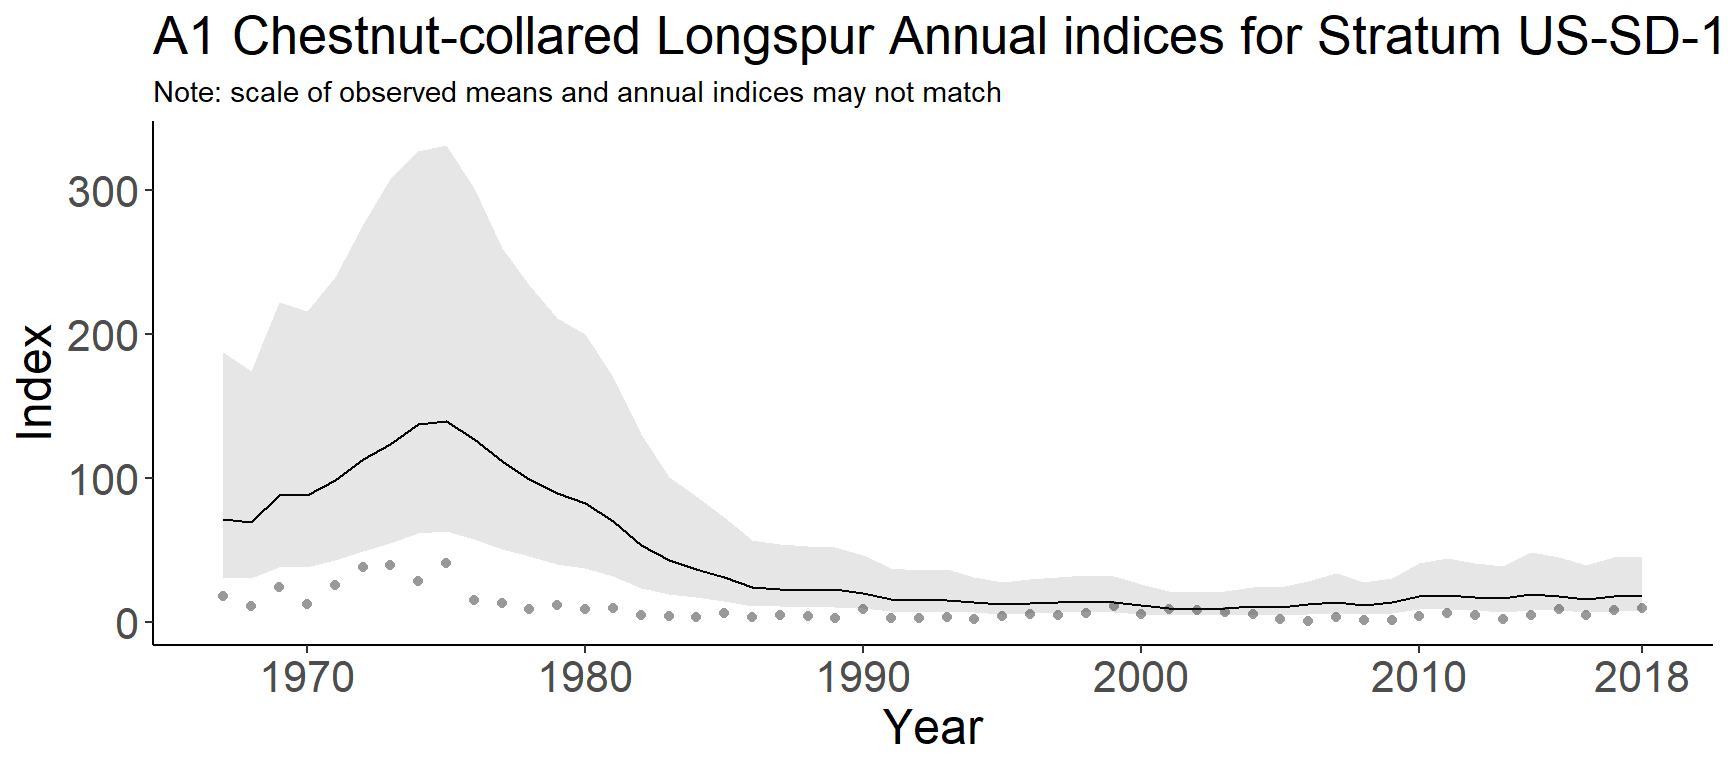 A1 Chestnut-collared Longspur Annual indices for Stratum US-SD-1
Note: scale of observed means and annual indices may not match
300
200
100
0
Index
1970 1980 1990 2000 2010 2018
Year